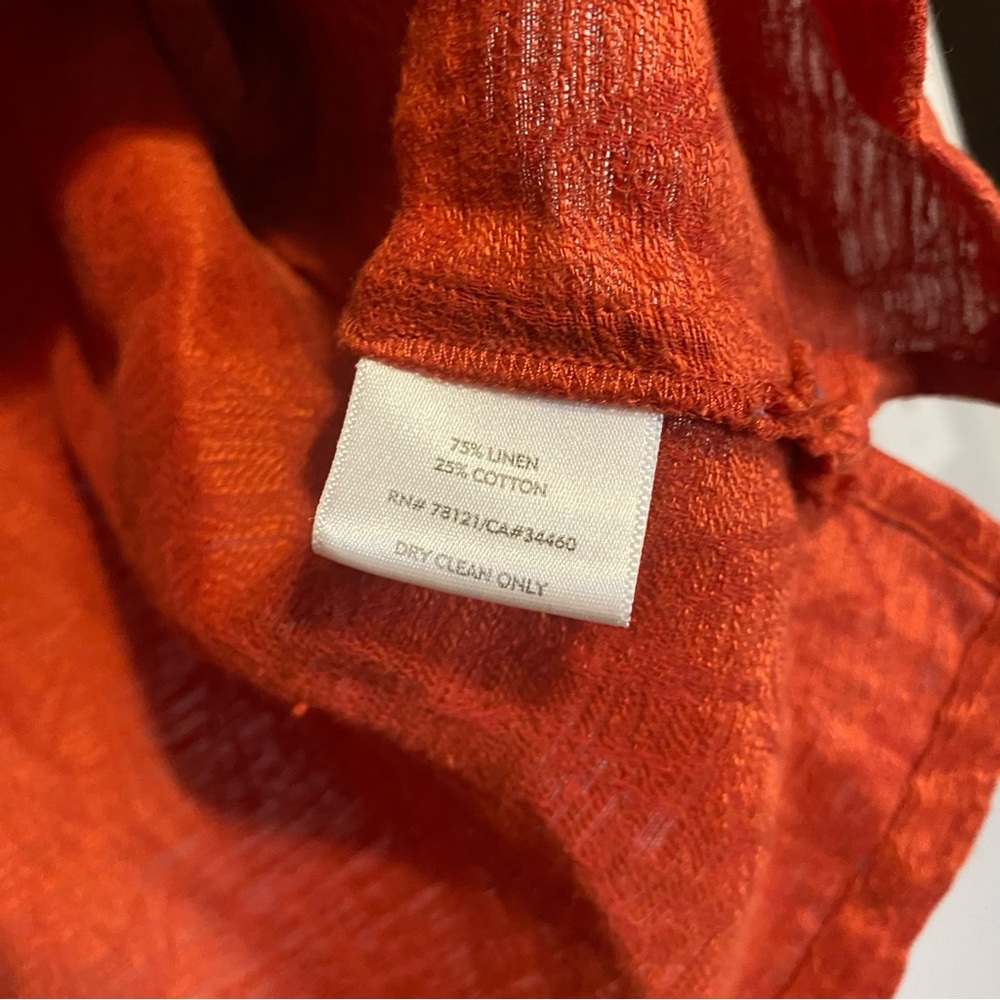 75% LINEN
25% COTTON
RN# 78121/CA#34460
DRY CLEAN ONLY